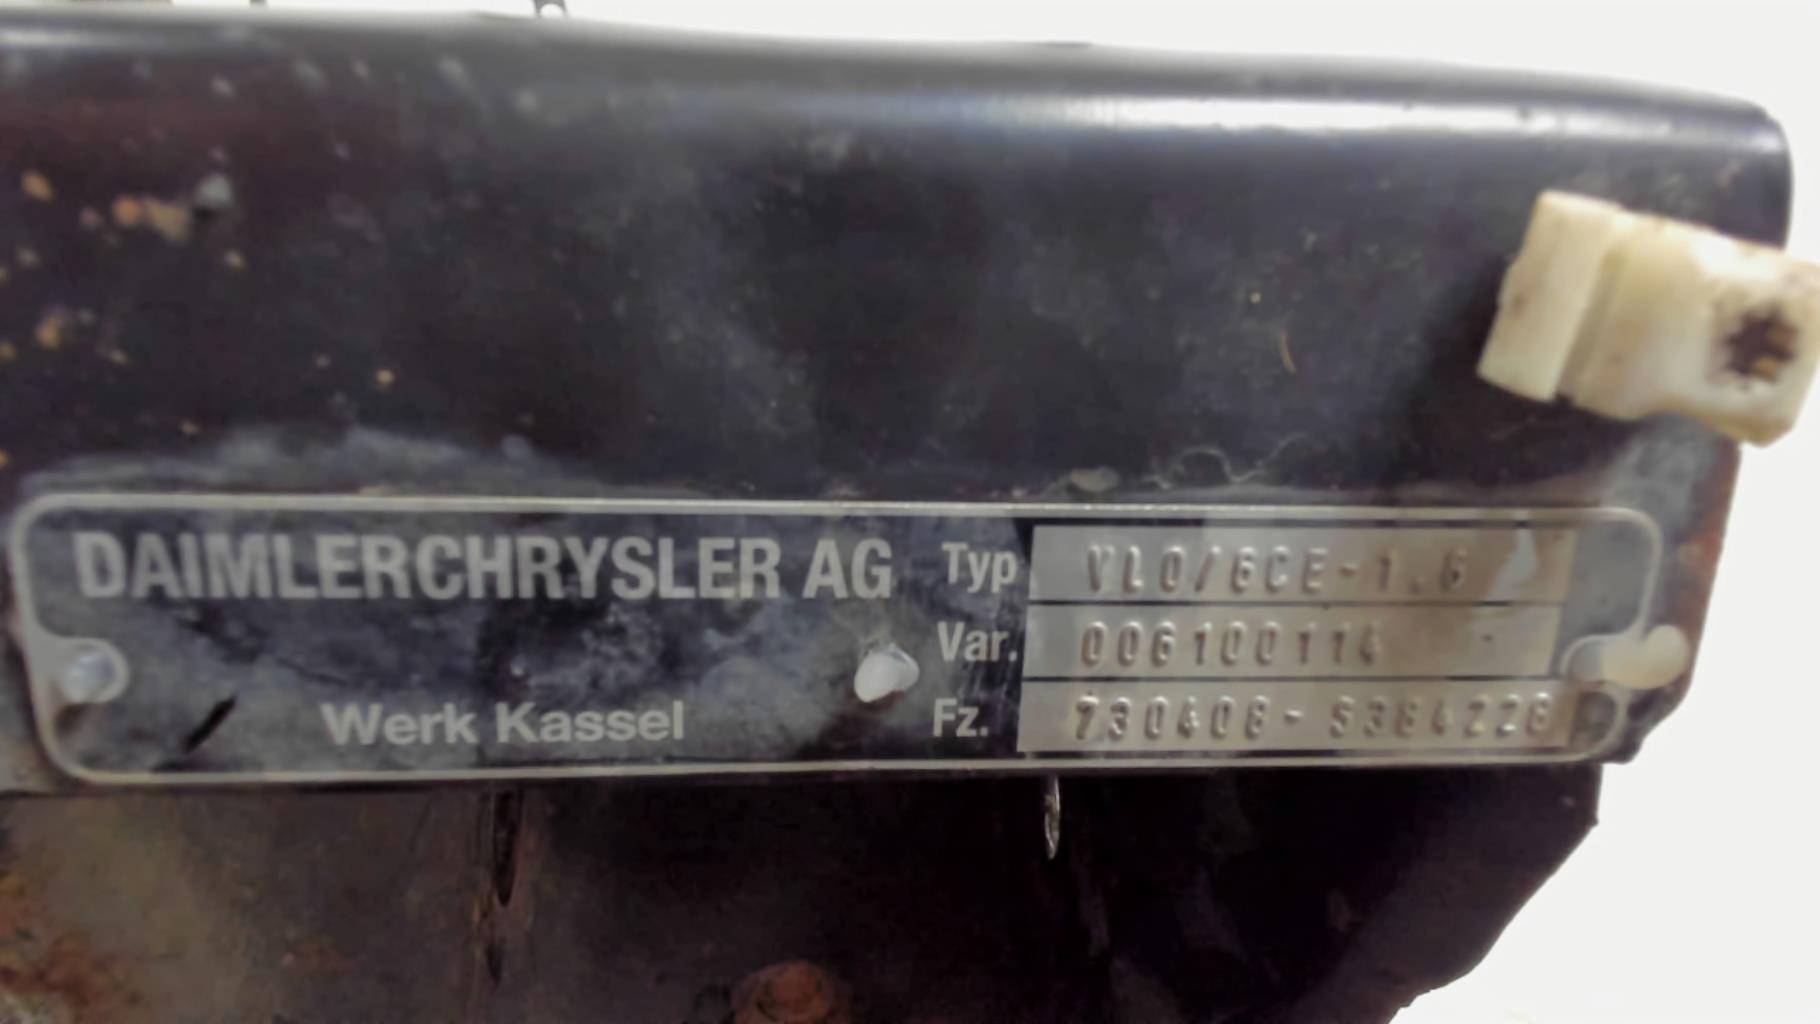 DAIMLERCHRYSLER AG
Werk Kassel
Typ VL0/6CE-1.6
Var. 006100114
Fz. 730408-S384228